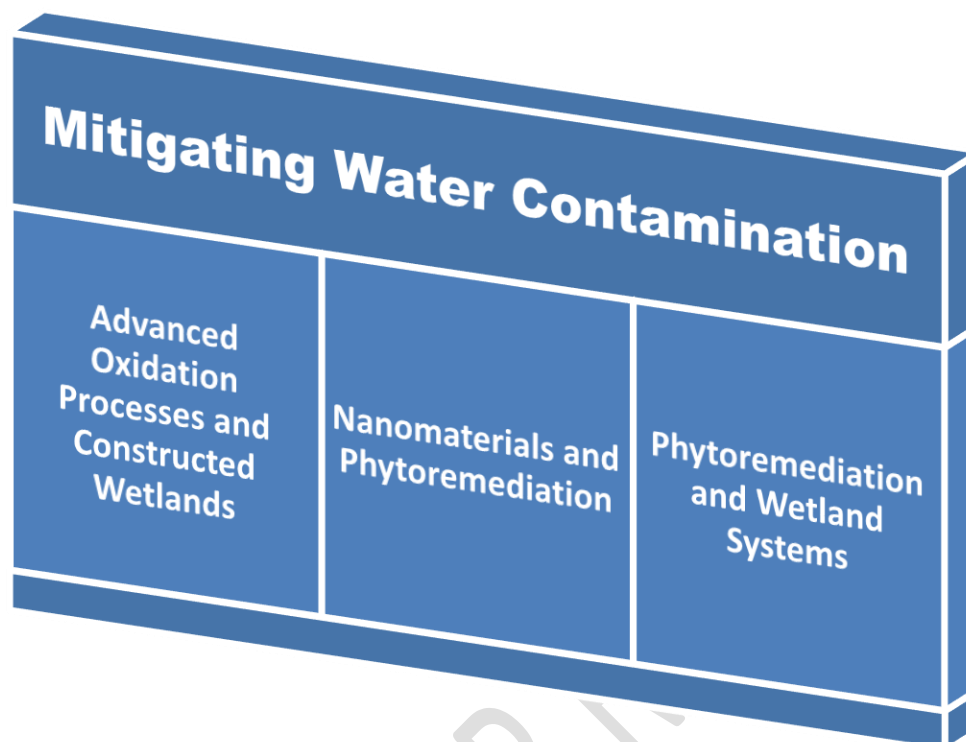 Mitigating Water Contamination
Advanced
Oxidation
Processes and
Constructed
Wetlands
Nanomaterials and
Phytoremediation
Phytoremediation
and Wetland
Systems